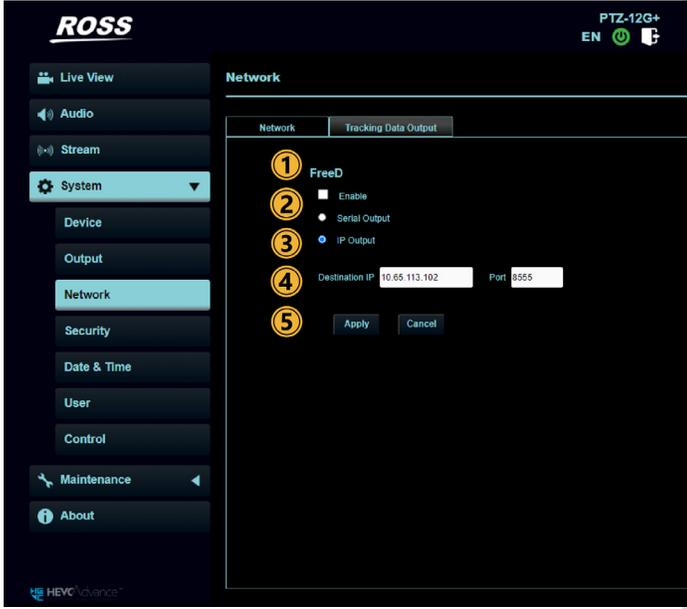 ROSS
PTZ-12G+
EN
Live View
Audio
Stream
System
Device
Output
Network
Security
Date & Time
User
Control
Maintenance
About
HEVC Advance™
Network
Network Tracking Data Output
1
FreeD
2 Enable
Serial Output
3 IP Output
4 Destination IP 10.65.113.102 Port 8555
5 Apply Cancel